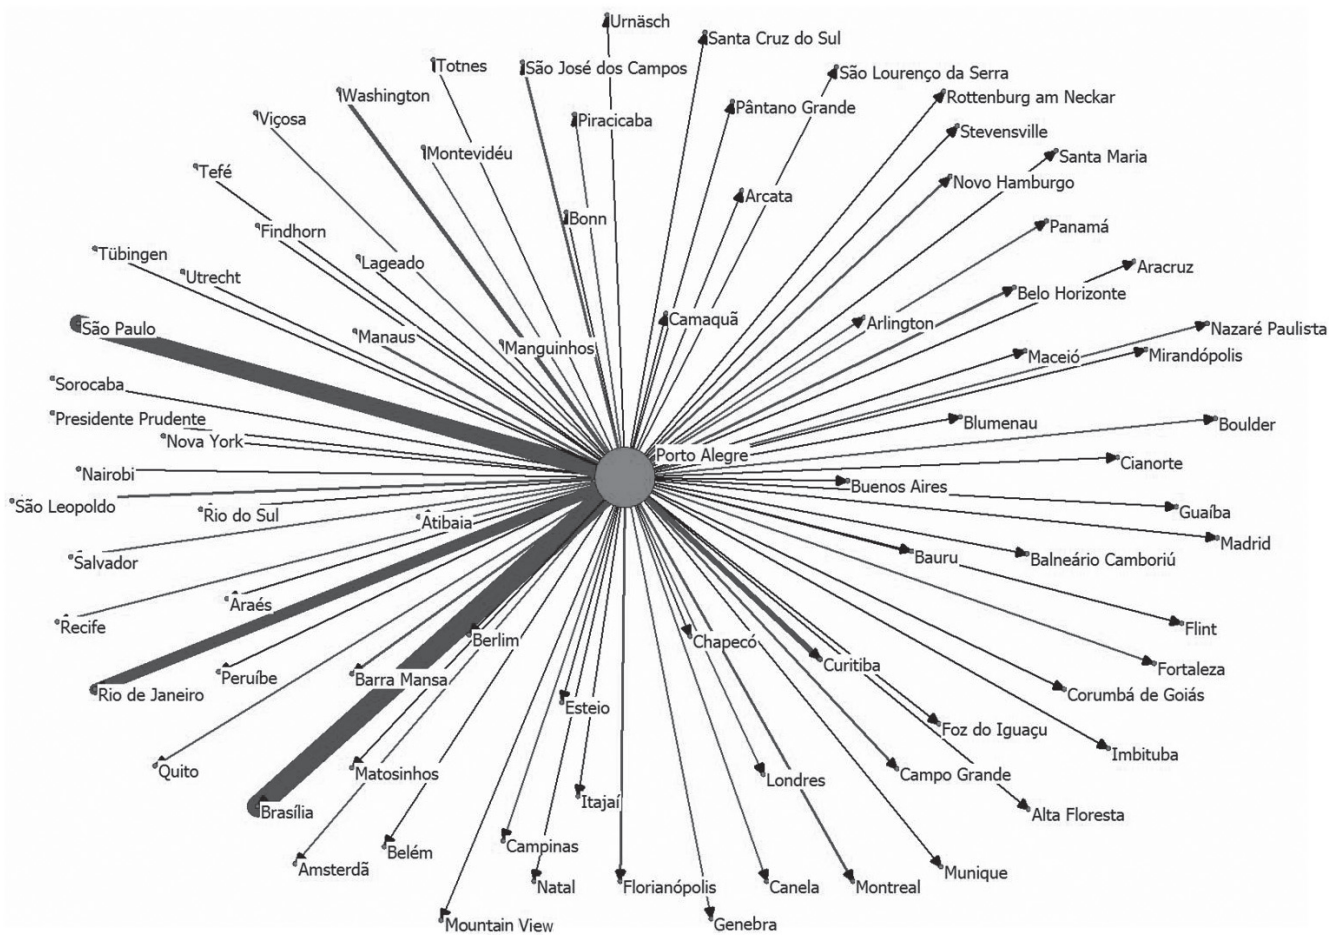 Urnäsch
Santa Cruz do Sul
Totnes
São José dos Campos
São Lourenço da Serra
Washington
Rottenburg am Neckar
Pântano Grande
Viçosa
Piracicaba
Stevensville
Montevidéu
Santa Maria
Tefé
Novo Hamburgo
Arcata
Bonn
Panamá
Findhorn
Tübingen
Lageado
Aracruz
Utrecht
Belo Horizonte
Camaquã
Arlington
São Paulo
Nazaré Paulista
Manaus
Manguinhos
Maceió
Mirandópolis
Sorocaba
Presidente Prudente
Blumenau
Boulder
Nova York
Porto Alegre
Cianorte
Nairobi
Buenos Aires
São Leopoldo
Rio do Sul
Guaíba
Atibaia
Madrid
Bauru
Balneário Camboriú
Salvador
Araés
Recife
Flint
Berlim
Chapecó
Curitiba
Fortaleza
Peruíbe
Barra Mansa
Rio de Janeiro
Corumbá de Goiás
Esteio
Foz do Iguaçu
Imbituba
Quito
Matosinhos
Londres
Campo Grande
Itajaí
Brasília
Alta Floresta
Campinas
Belém
Amsterdã
Munique
Natal
Florianópolis
Canela
Montreal
Mountain View
Genebra